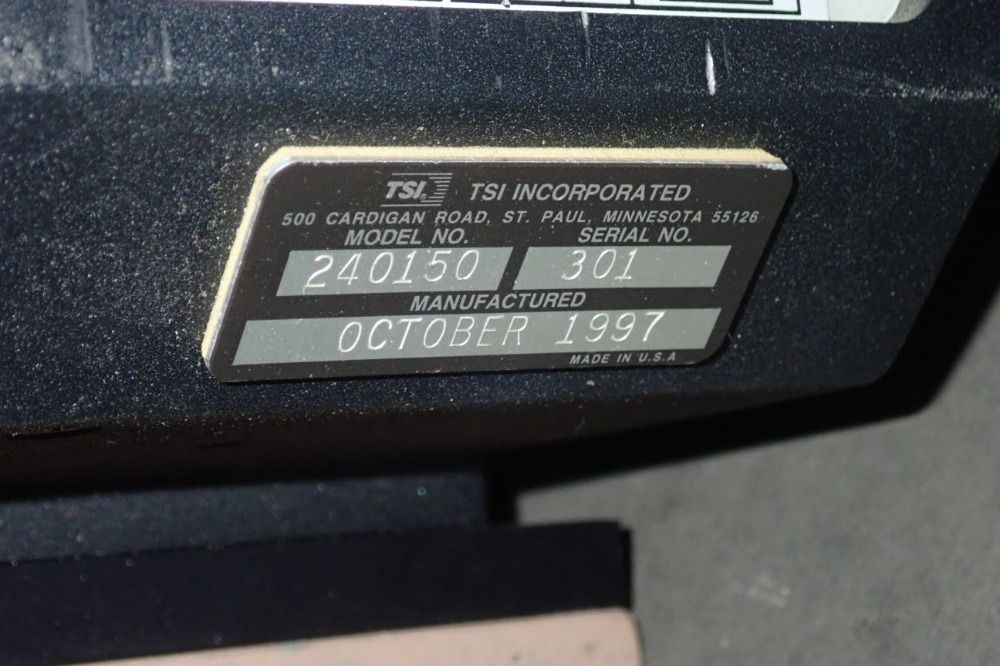 TSI® TSI INCORPORATED
500 CARDIGAN ROAD, ST. PAUL, MINNESOTA 55126
MODEL NO. SERIAL NO.
240150 301
MANUFACTURED
OCTOBER 1997
MADE IN U.S.A